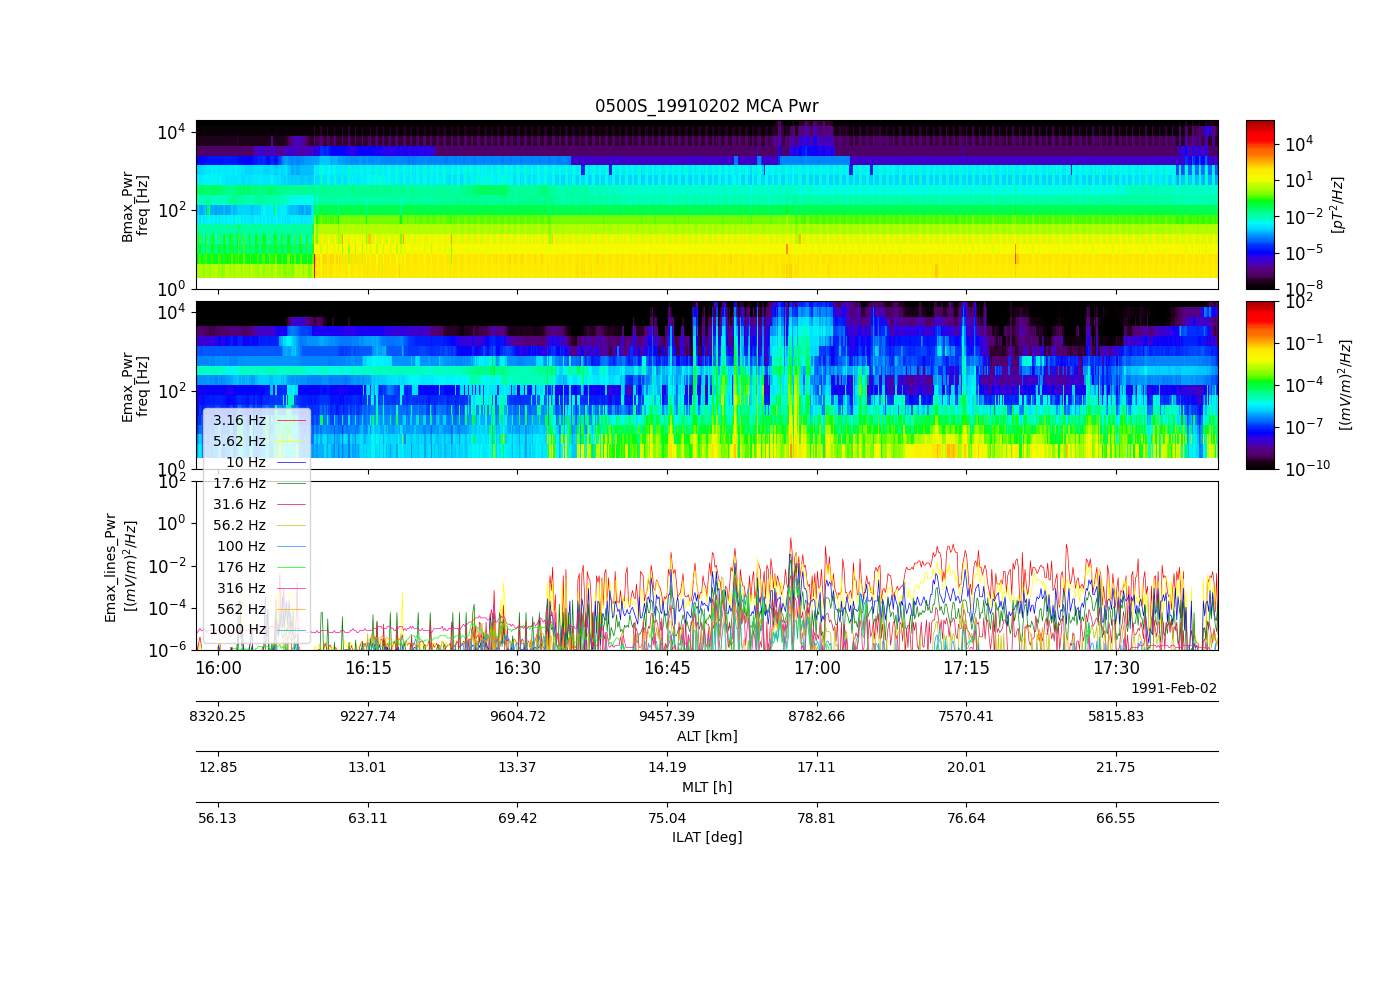 0500S_19910202 MCA Pwr
10^4
10^2
10^0
Bmax_Pwr
freq [Hz]
10^4
10^1
10^-2
10^-5
10^-8
[pT^2/Hz]
10^4
10^2
10^0
Emax_Pwr
freq [Hz]
10^2
10^-1
10^-4
10^-7
10^-10
[(mV/m)^2/Hz]
3.16 Hz
5.62 Hz
10 Hz
17.6 Hz
31.6 Hz
56.2 Hz
100 Hz
176 Hz
316 Hz
562 Hz
1000 Hz
10^2
10^0
10^-2
10^-4
10^-6
Emax_lines_Pwr
[(mV/m)^2/Hz]
16:00 16:15 16:30 16:45 17:00 17:15 17:30
1991-Feb-02
8320.25 9227.74 9604.72 9457.39 8782.66 7570.41 5815.83
ALT [km]
12.85 13.01 13.37 14.19 17.11 20.01 21.75
MLT [h]
56.13 63.11 69.42 75.04 78.81 76.64 66.55
ILAT [deg]